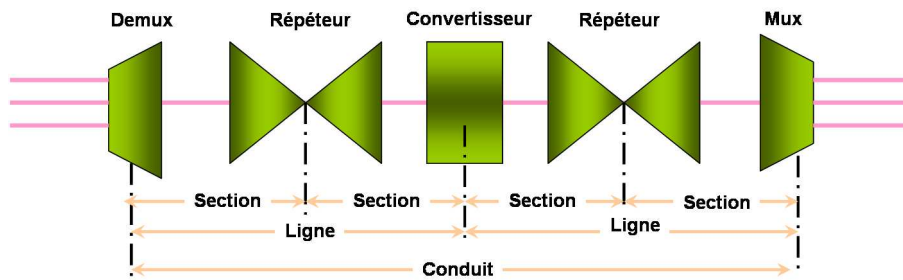 Demux Répéteur Convertisseur Répéteur Mux
Section Section Section Section
Ligne Ligne
Conduit